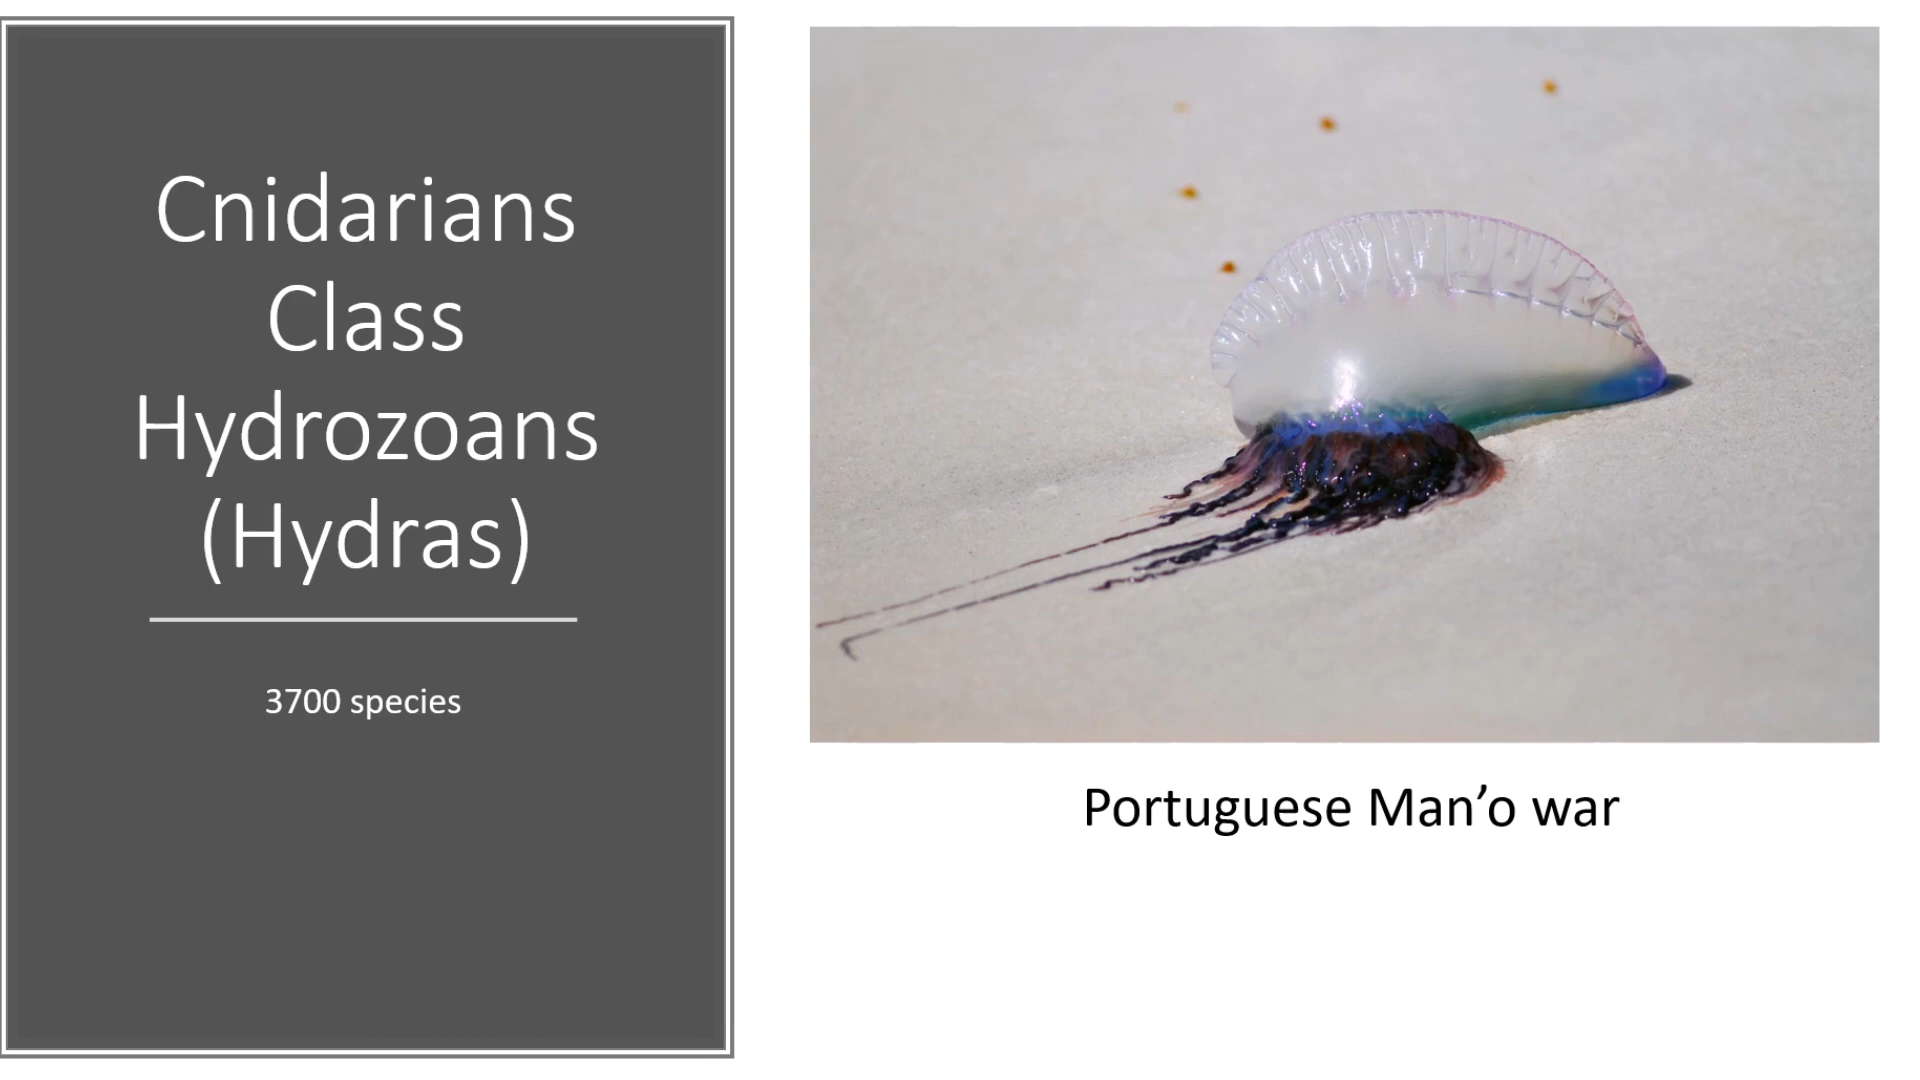 Cnidarians
Class
Hydrozoans
(Hydras)
3700 species
Portuguese Man’o war